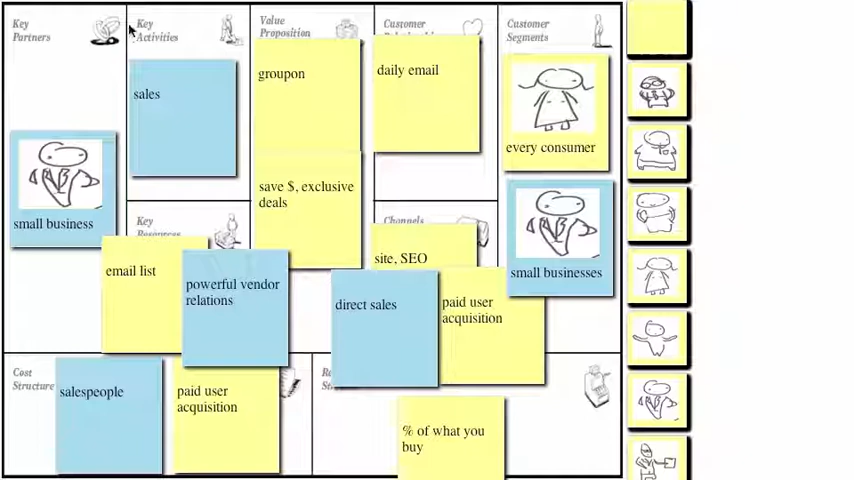 Key
Partners
Key
Activities
Value
Proposition
Customer
Customer
Segments
sales
groupon
daily email
every consumer
small business
save $, exclusive
deals
Key
Channels
small businesses
email list
powerful vendor
relations
site, SEO
direct sales
paid user
acquisition
Cost
Structure
salespeople
paid user
acquisition
% of what you
buy